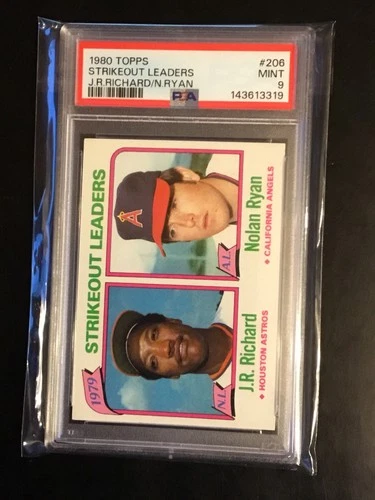 1980 TOPPS #206
STRIKEOUT LEADERS MINT
J.R.RICHARD/N.RYAN 9
PSA 143613319
1979 STRIKEOUT LEADERS
A
N.L.
J.R. Richard
♦ HOUSTON ASTROS
A.L.
Nolan Ryan
♦ CALIFORNIA ANGELS